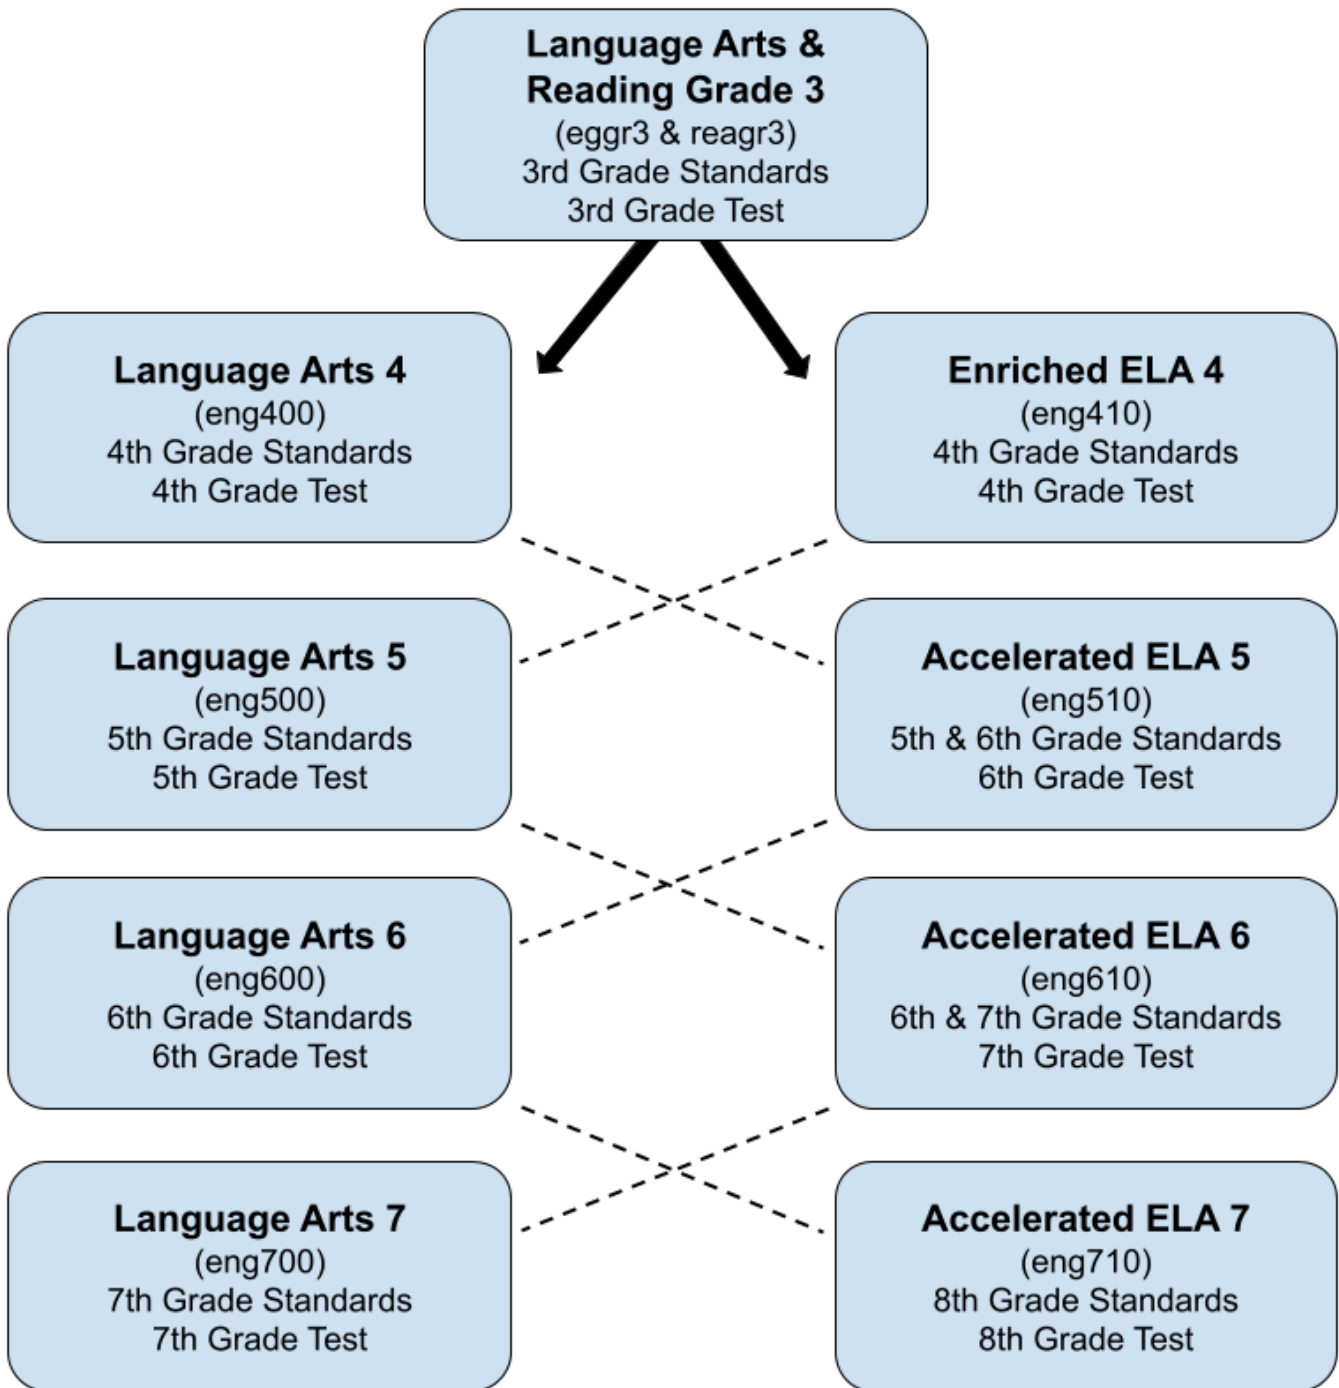 Language Arts &
Reading Grade 3
(eggr3 & reagr3)
3rd Grade Standards
3rd Grade Test
Language Arts 4
(eng400)
4th Grade Standards
4th Grade Test
Enriched ELA 4
(eng410)
4th Grade Standards
4th Grade Test
Language Arts 5
(eng500)
5th Grade Standards
5th Grade Test
Accelerated ELA 5
(eng510)
5th & 6th Grade Standards
6th Grade Test
Language Arts 6
(eng600)
6th Grade Standards
6th Grade Test
Accelerated ELA 6
(eng610)
6th & 7th Grade Standards
7th Grade Test
Language Arts 7
(eng700)
7th Grade Standards
7th Grade Test
Accelerated ELA 7
(eng710)
8th Grade Standards
8th Grade Test